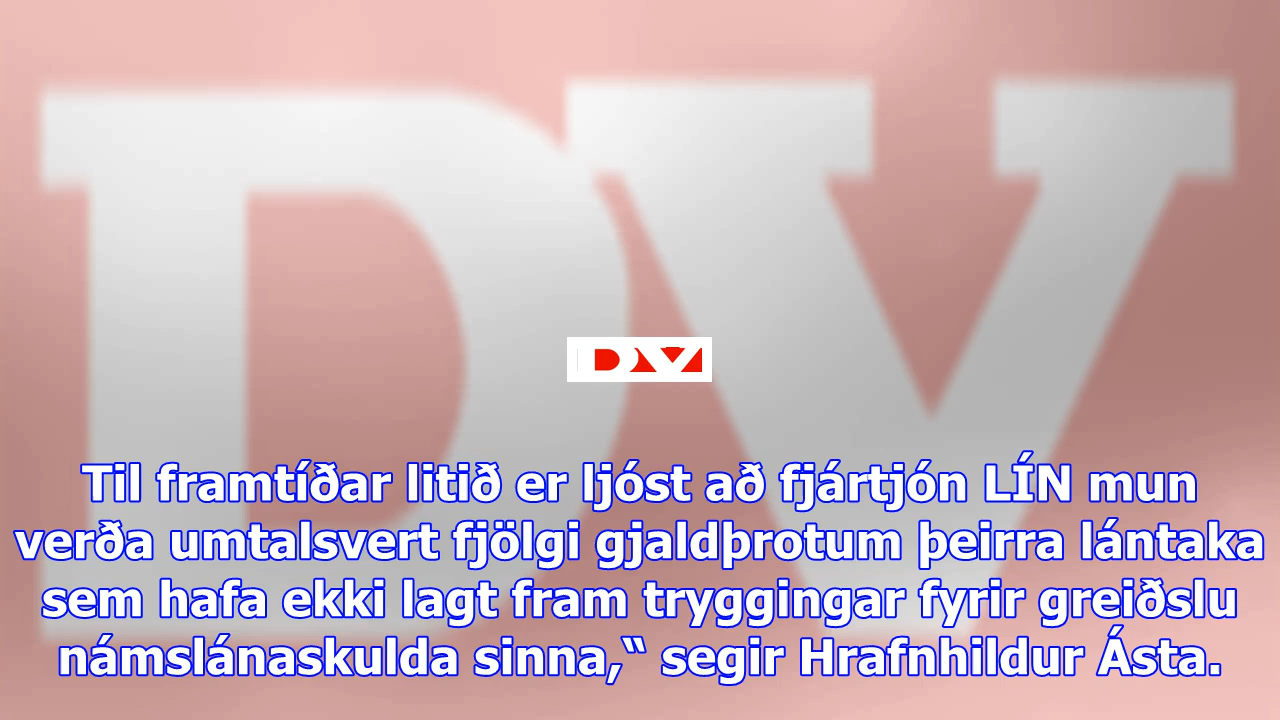 DV
DV
Til framtíðar litið er ljóst að fjártjón LÍN mun
verða umtalsvert fjölgi gjaldþrotum þeirra lántaka
sem hafa ekki lagt fram tryggingar fyrir greiðslu
námslánaskulda sinna,“ segir Hrafnhildur Ásta.